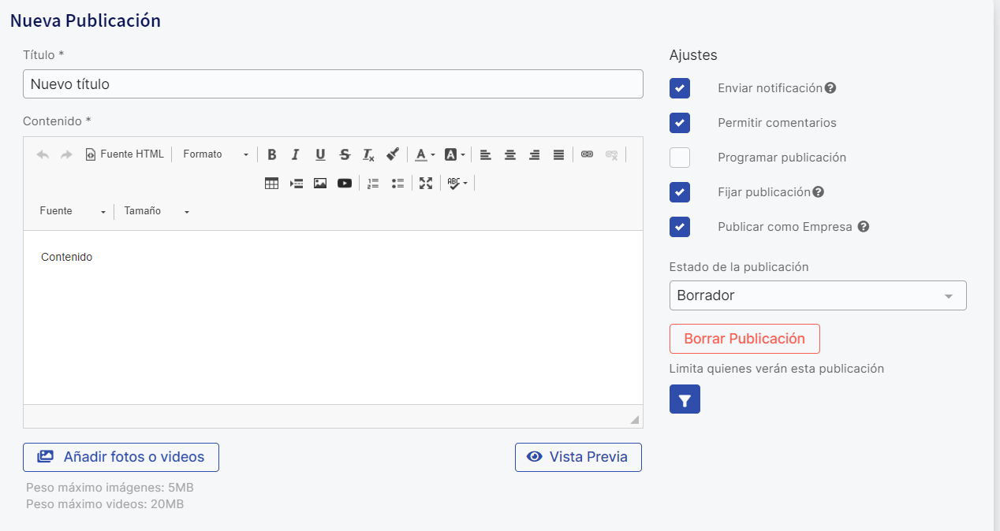 Nueva Publicación
Título *
Nuevo título
Contenido *
Fuente HTML
Formato
B I U S Tx A A
ABC
Fuente
Tamaño
Contenido
Añadir fotos o videos
Vista Previa
Peso máximo imágenes: 5MB
Peso máximo videos: 20MB
Ajustes
Enviar notificación
Permitir comentarios
Programar publicación
Fijar publicación
Publicar como Empresa
Estado de la publicación
Borrador
Borrar Publicación
Limita quienes verán esta publicación